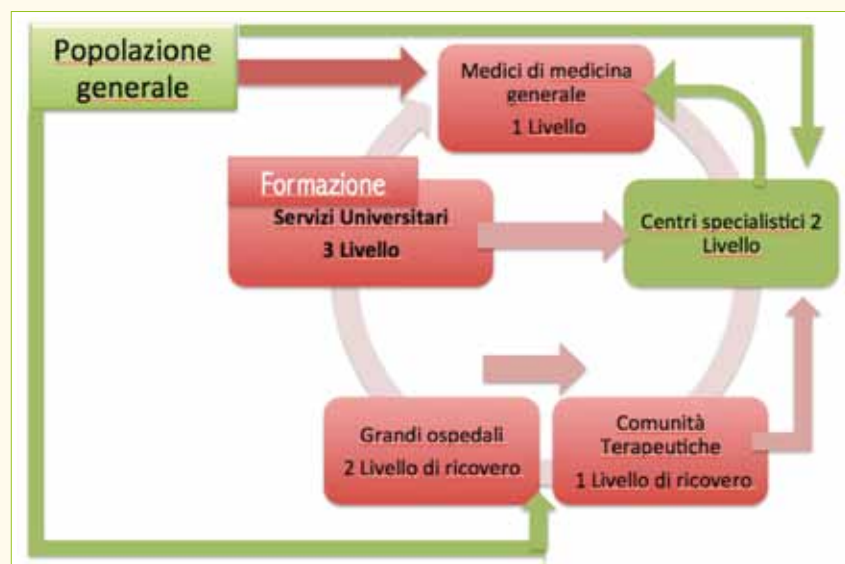 Popolazione
generale
Medici di medicina
generale
1 Livello
Formazione
Servizi Universitari
3 Livello
Centri specialistici 2
Livello
Grandi ospedali
2 Livello di ricovero
Comunità
Terapeutiche
1 Livello di ricovero